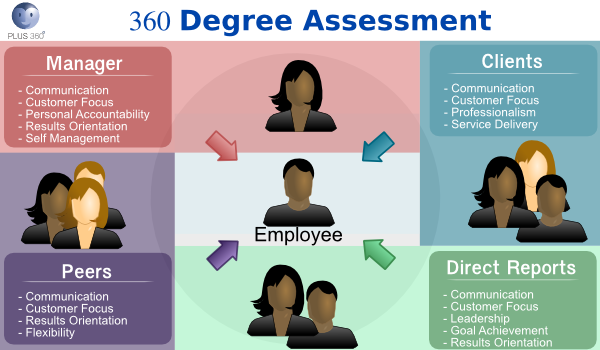 PLUS 360°
360 Degree Assessment
Manager
- Communication
- Customer Focus
- Personal Accountability
- Results Orientation
- Self Management
Clients
- Communication
- Customer Focus
- Professionalism
- Service Delivery
Employee
Peers
- Communication
- Customer Focus
- Results Orientation
- Flexibility
Direct Reports
- Communication
- Customer Focus
- Leadership
- Goal Achievement
- Results Orientation